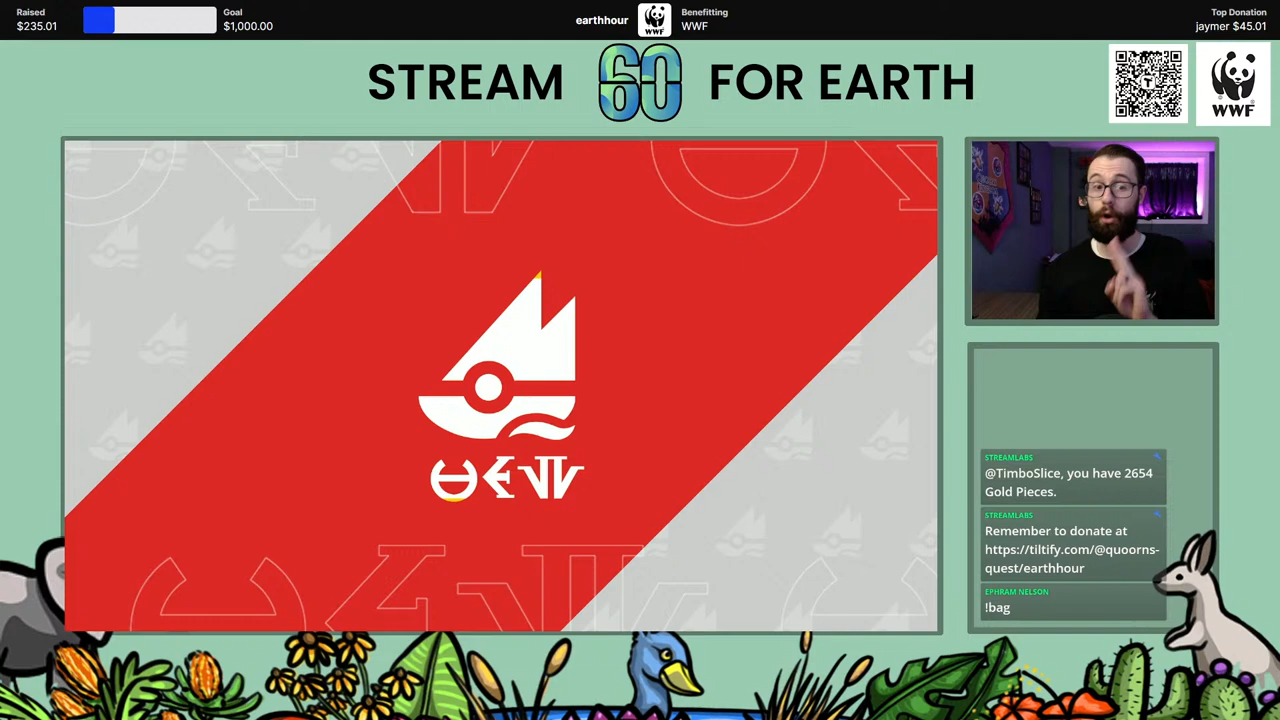 Raised
$235.01
Goal
$1,000.00
earthhour
WWF
Benefitting
WWF
Top Donation
jaymer $45.01
STREAM 60 FOR EARTH
WWF
STREAMLABS
@TimboSlice, you have 2654
Gold Pieces.
STREAMLABS
Remember to donate at
https://tiltify.com/@quoorns-
quest/earthhour
EPHRAM NELSON
!bag